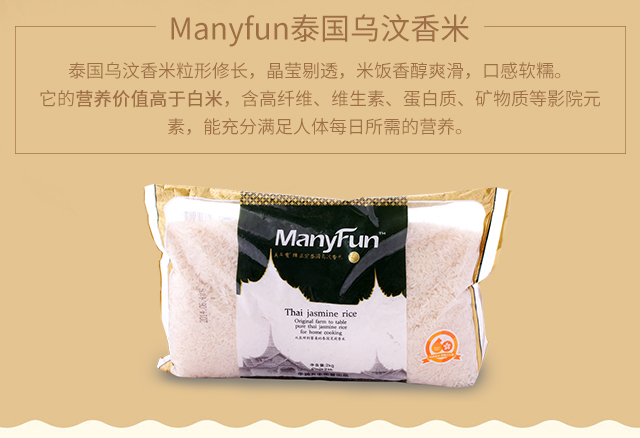 Manyfun泰国乌汶香米
泰国乌汶香米粒形修长，晶莹剔透，米饭香醇爽滑，口感软糯。
它的营养价值高于白米，含高纤维、维生素、蛋白质、矿物质等影院元
素，能充分满足人体每日所需的营养。
ManyFun™
Thai jasmine rice
Original farm to table
pure thai jasmine rice
for home cooking